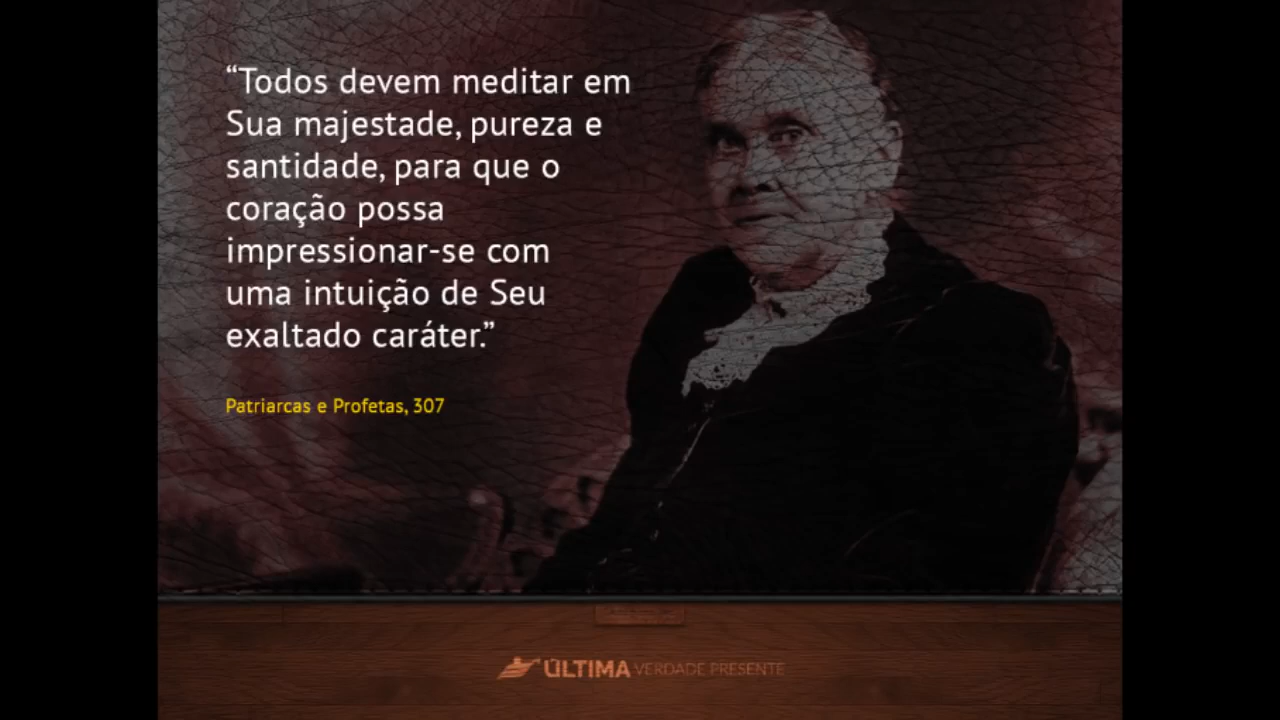 “Todos devem meditar em
Sua majestade, pureza e
santidade, para que o
coração possa
impressionar-se com
uma intuição de Seu
exaltado caráter.”
Patriarcas e Profetas, 307
ÚLTIMA VERDADE PRESENTE